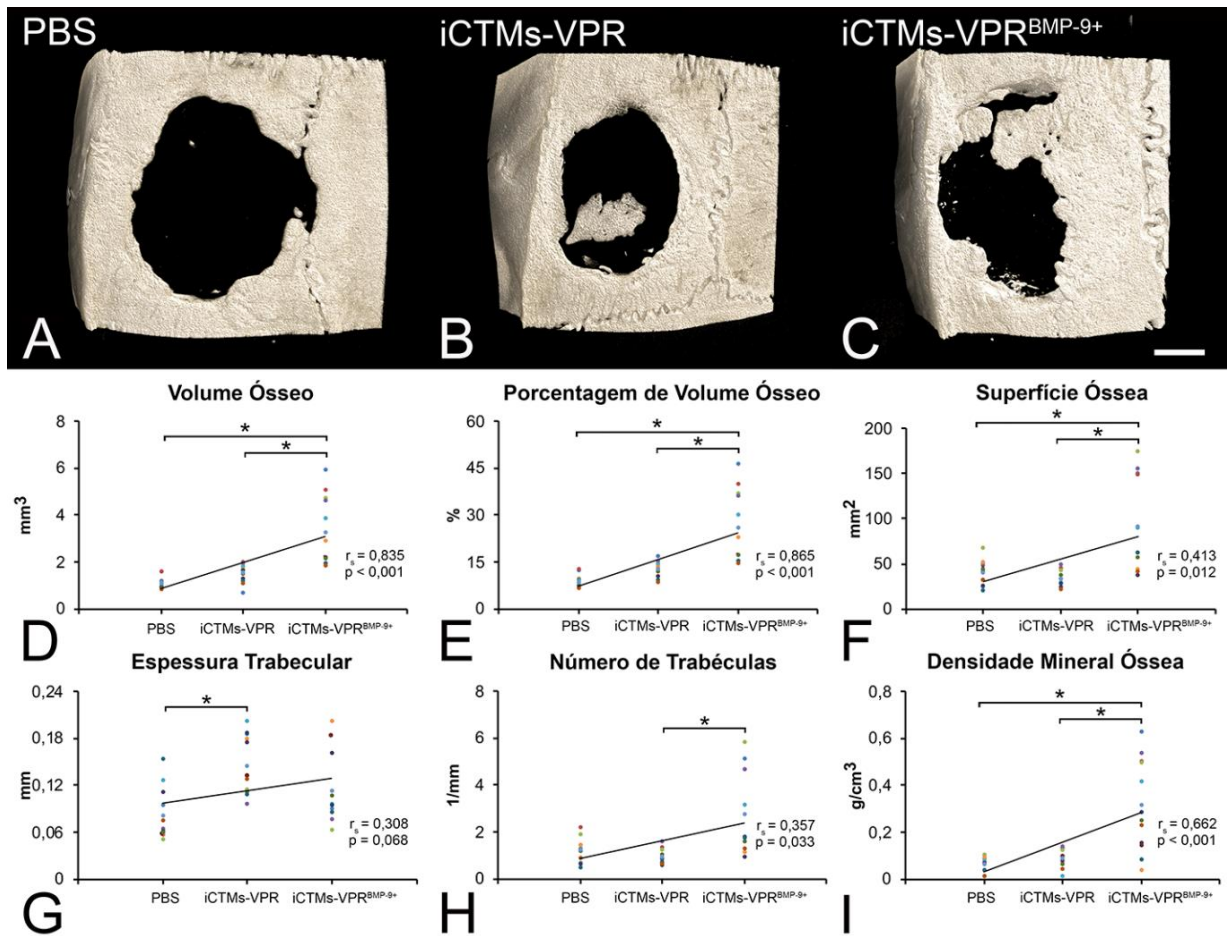 PBS
iCTMs-VPR
iCTMs-VPR^BMP-9+
A
B
C
Volume Ósseo
mm³
8
6
4
2
0
*
*
r_s = 0,835
p < 0,001
PBS
iCTMs-VPR
iCTMs-VPR^BMP-9+
D
Porcentagem de Volume Ósseo
%
60
45
30
15
0
*
*
r_s = 0,865
p < 0,001
PBS
iCTMs-VPR
iCTMs-VPR^BMP-9+
E
Superfície Óssea
mm²
200
150
100
50
0
*
*
r_s = 0,413
p = 0,012
PBS
iCTMs-VPR
iCTMs-VPR^BMP-9+
F
Espessura Trabecular
mm
0,24
0,18
0,12
0,06
0
*
r_s = 0,308
p = 0,068
PBS
iCTMs-VPR
iCTMs-VPR^BMP-9+
G
Número de Trabéculas
1/mm
8
6
4
2
0
*
r_s = 0,357
p = 0,033
PBS
iCTMs-VPR
iCTMs-VPR^BMP-9+
H
Densidade Mineral Óssea
g/cm³
0,8
0,6
0,4
0,2
0
*
*
r_s = 0,662
p < 0,001
PBS
iCTMs-VPR
iCTMs-VPR^BMP-9+
I